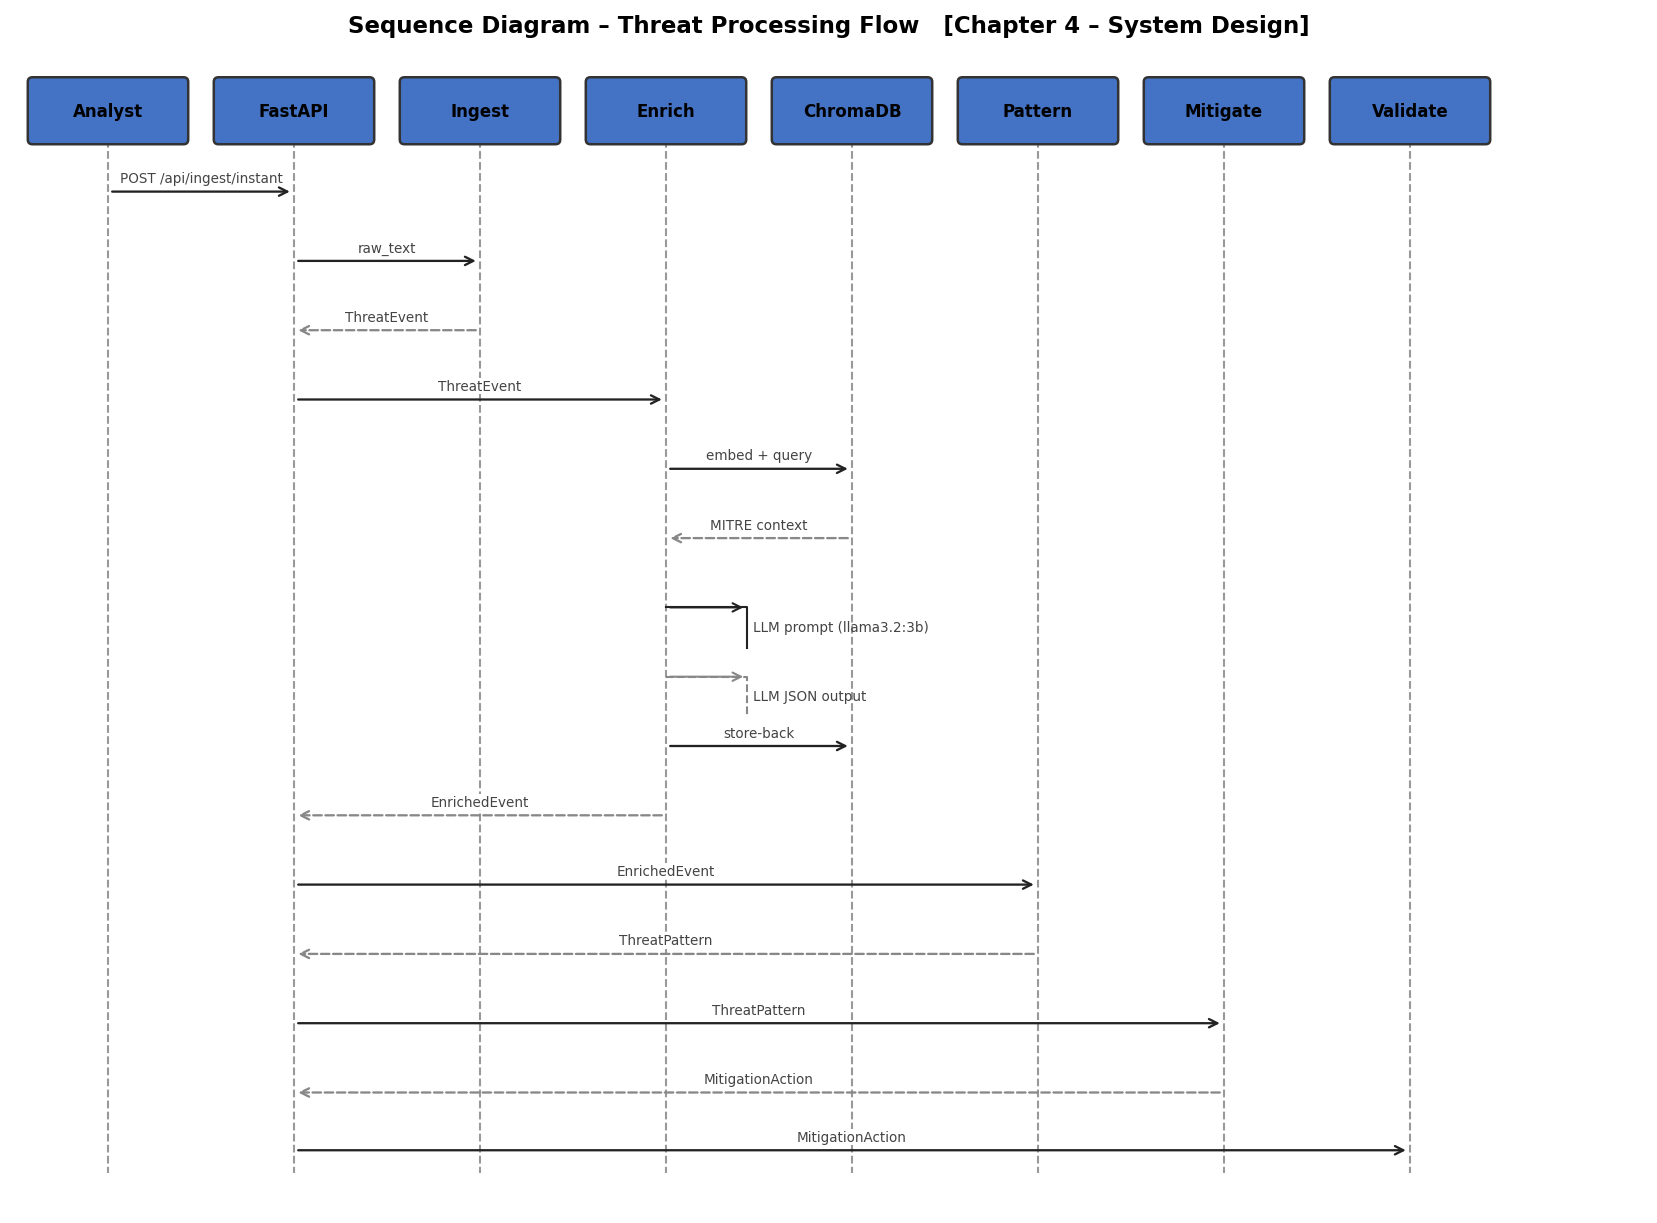 Sequence Diagram – Threat Processing Flow   [Chapter 4 – System Design]
Analyst
FastAPI
Ingest
Enrich
ChromaDB
Pattern
Mitigate
Validate
POST /api/ingest/instant
raw_text
ThreatEvent
ThreatEvent
embed + query
MITRE context
LLM prompt (llama3.2:3b)
LLM JSON output
store-back
EnrichedEvent
EnrichedEvent
ThreatPattern
ThreatPattern
MitigationAction
MitigationAction